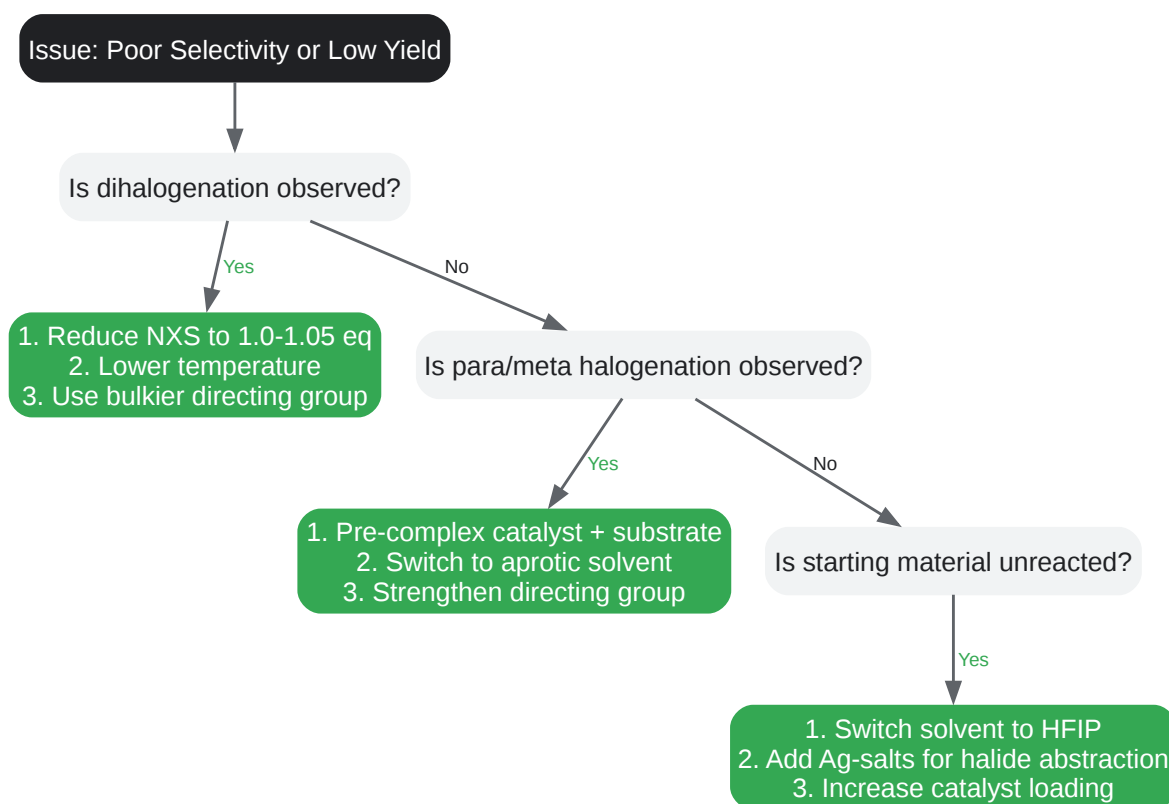 Issue: Poor Selectivity or Low Yield
Is dihalogenation observed?
Yes
No
1. Reduce NXS to 1.0-1.05 eq
2. Lower temperature
3. Use bulkier directing group
Is para/meta halogenation observed?
Yes
No
1. Pre-complex catalyst + substrate
2. Switch to aprotic solvent
3. Strengthen directing group
Is starting material unreacted?
Yes
1. Switch solvent to HFIP
2. Add Ag-salts for halide abstraction
3. Increase catalyst loading